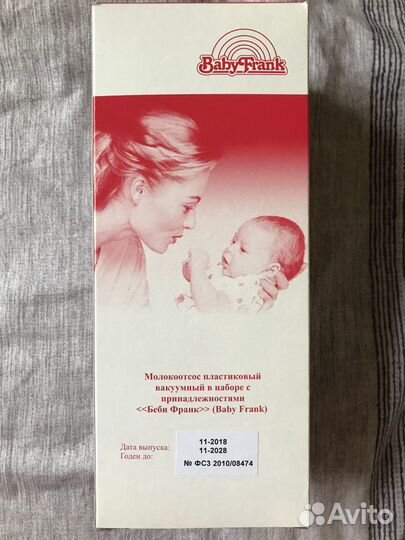 Baby Frank
Молокоотсос пластиковый
вакуумный в наборе с
принадлежностями
<<Беби Франк>> (Baby Frank)
Дата выпуска: 11-2018
Годен до: 11-2028
№ ФСЗ 2010/08474
Avito